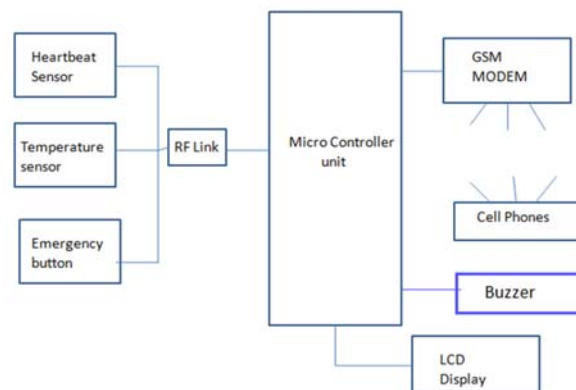 Heartbeat
Sensor
Temperature
sensor
Emergency
button
RF Link
Micro Controller
unit
GSM
MODEM
Cell Phones
Buzzer
LCD
Display